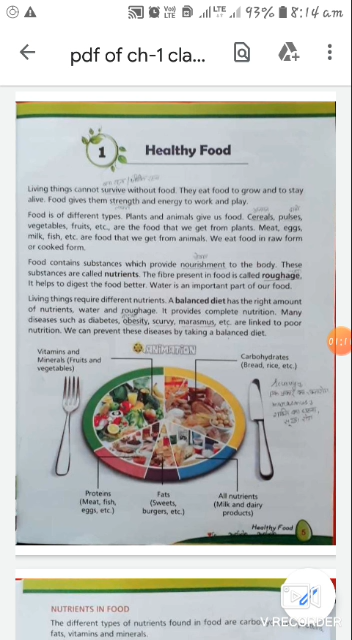 Vo)) LTE LTE 93% 8:14 am
pdf of ch-1 cla...
1 Healthy Food
Living things cannot survive without food. They eat food to grow and to stay
alive. Food gives them strength and energy to work and play.
Food is of different types. Plants and animals give us food. Cereals, pulses,
vegetables, fruits, etc., are the food that we get from plants. Meat, eggs,
milk, fish, etc. are food that we get from animals. We eat food in raw form
or cooked form.
Food contains substances which provide nourishment to the body. These
substances are called nutrients. The fibre present in food is called roughage.
It helps to digest the food better. Water is an important part of our food.
Living things require different nutrients. A balanced diet has the right amount
of nutrients, water and roughage. It provides complete nutrition. Many
diseases such as diabetes, obesity, scurvy, marasmus, etc. are linked to poor
nutrition. We can prevent these diseases by taking a balanced diet.
ANIMATION
Vitamins and
Minerals (Fruits and
vegetables)
Carbohydrates
(Bread, rice, etc.)
Proteins
(Meat, fish,
eggs, etc.)
Fats
(Sweets,
burgers, etc.)
All nutrients
(Milk and dairy
products)
Healthy Food 5
NUTRIENTS IN FOOD
The different types of nutrients found in food are
fats, vitamins and minerals.
V RECORDER